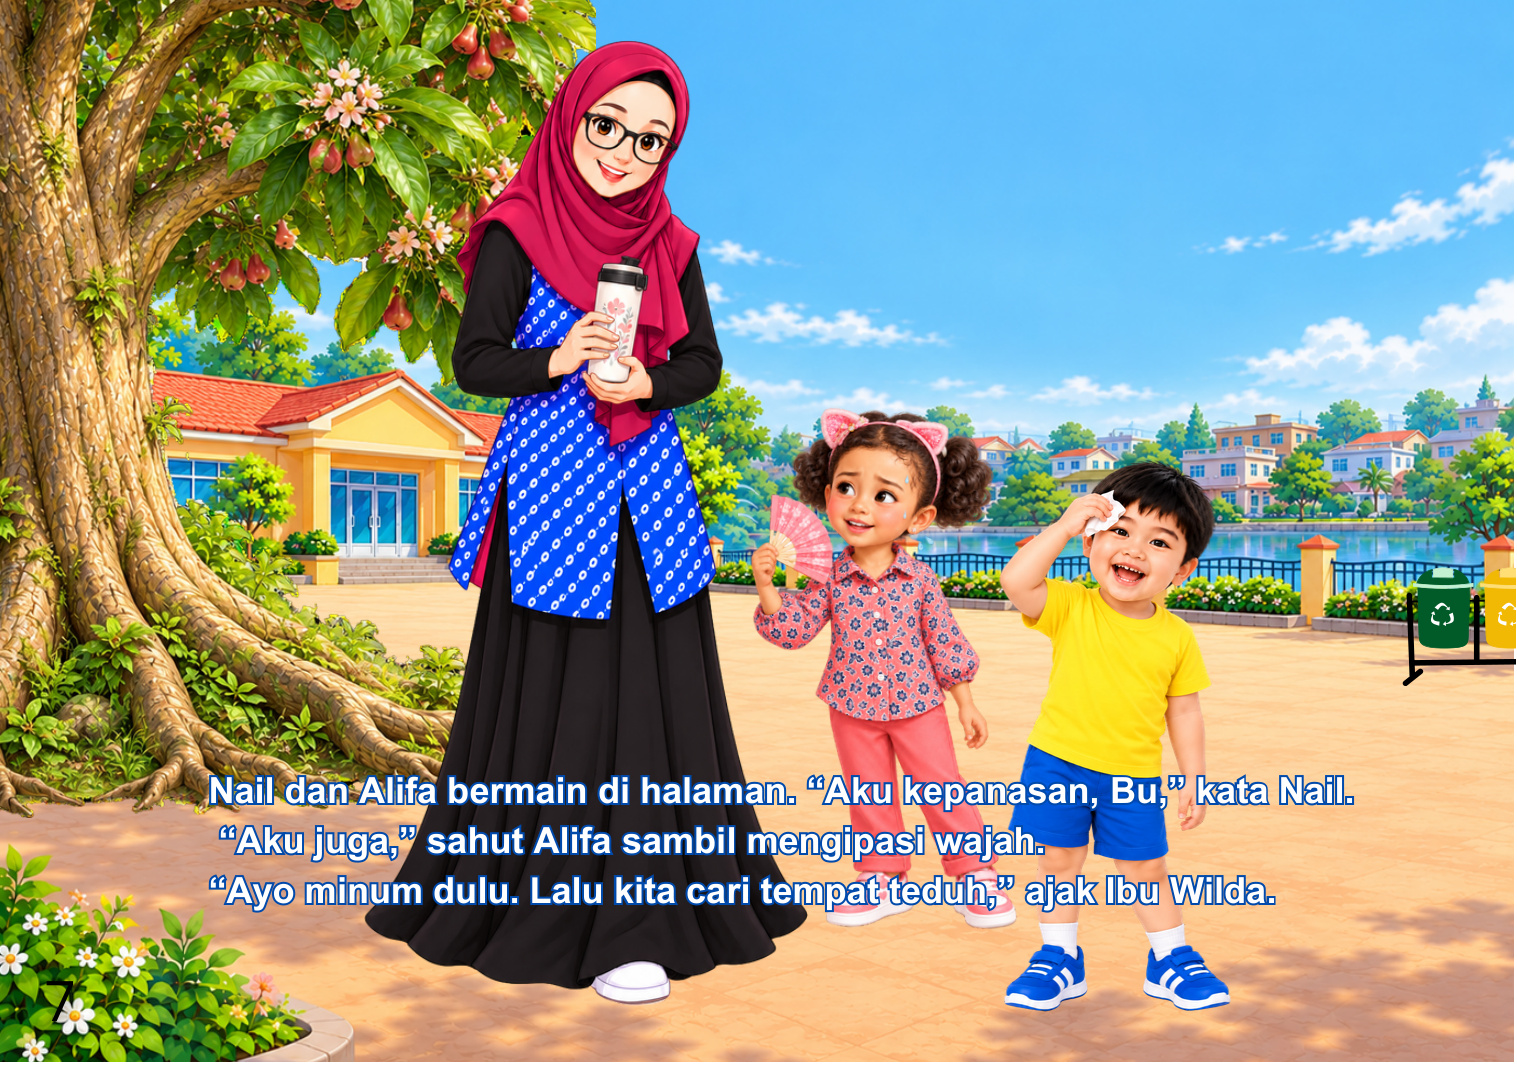 Nail dan Alifa bermain di halaman. “Aku kepanasan, Bu,” kata Nail.
“Aku juga,” sahut Alifa sambil mengipasi wajah.
“Ayo minum dulu. Lalu kita cari tempat teduh,” ajak Ibu Wilda.
7